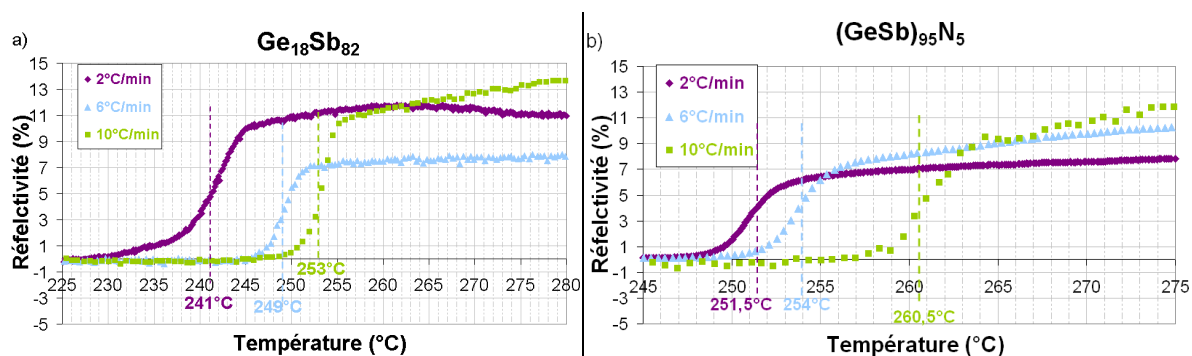 a)
Ge18Sb82
2°C/min
6°C/min
10°C/min
Réfelctivité (%)
15
13
11
9
7
5
3
1
-1
-3
-5
225 230 235 240 245 250 255 260 265 270 275 280
241°C
249°C
253°C
Température (°C)
b)
(GeSb)95N5
2°C/min
6°C/min
10°C/min
Réfelctivité (%)
15
13
11
9
7
5
3
1
-1
-3
-5
245 250 255 260 265 270 275
251,5°C
254°C
260,5°C
Température (°C)